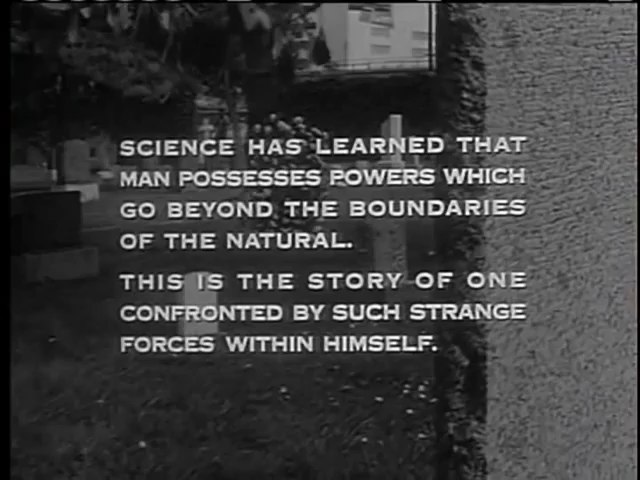 SCIENCE HAS LEARNED THAT
MAN POSSESSES POWERS WHICH
GO BEYOND THE BOUNDARIES
OF THE NATURAL.
THIS IS THE STORY OF ONE
CONFRONTED BY SUCH STRANGE
FORCES WITHIN HIMSELF.